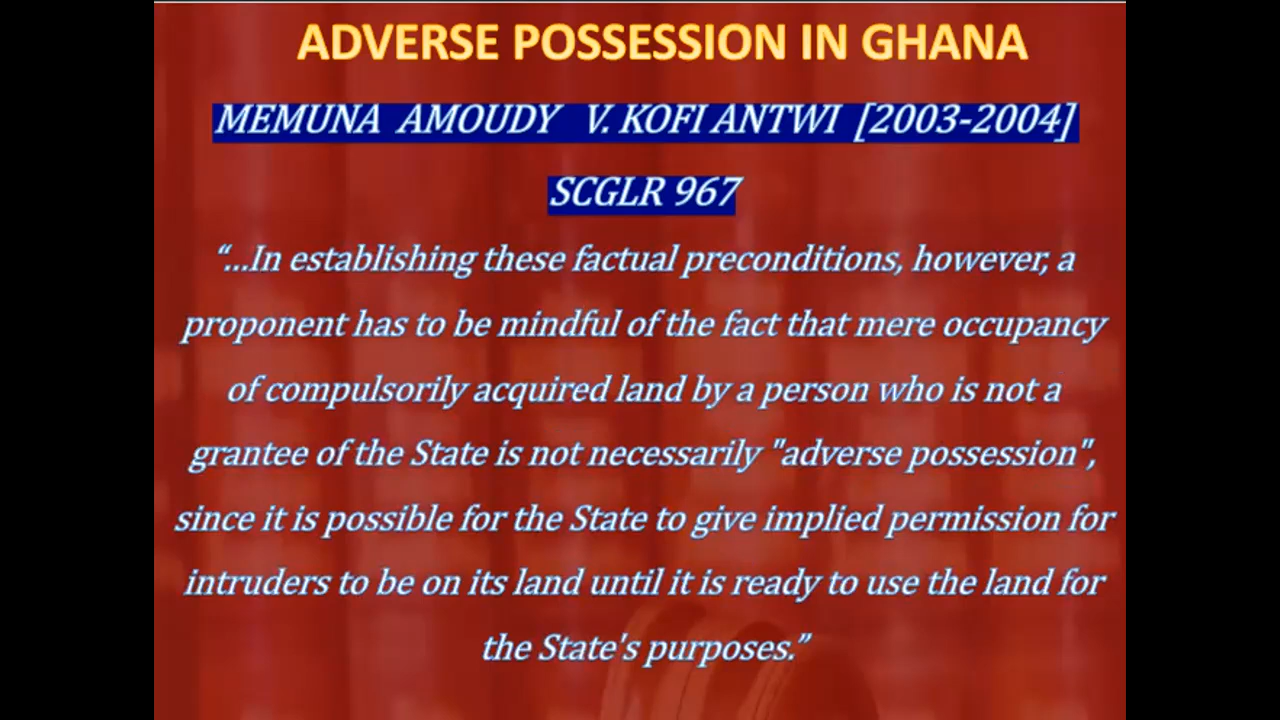 ADVERSE POSSESSION IN GHANA
MEMUNA AMOUDY V. KOFI ANTWI [2003-2004]
SCGLR 967
“...In establishing these factual preconditions, however, a
proponent has to be mindful of the fact that mere occupancy
of compulsorily acquired land by a person who is not a
grantee of the State is not necessarily "adverse possession",
since it is possible for the State to give implied permission for
intruders to be on its land until it is ready to use the land for
the State's purposes.”